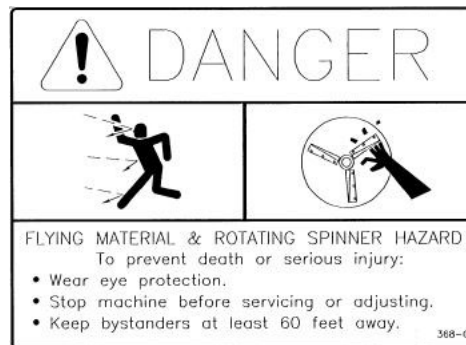 DANGER
FLYING MATERIAL & ROTATING SPINNER HAZARD
To prevent death or serious injury:
• Wear eye protection.
• Stop machine before servicing or adjusting.
• Keep bystanders at least 60 feet away.